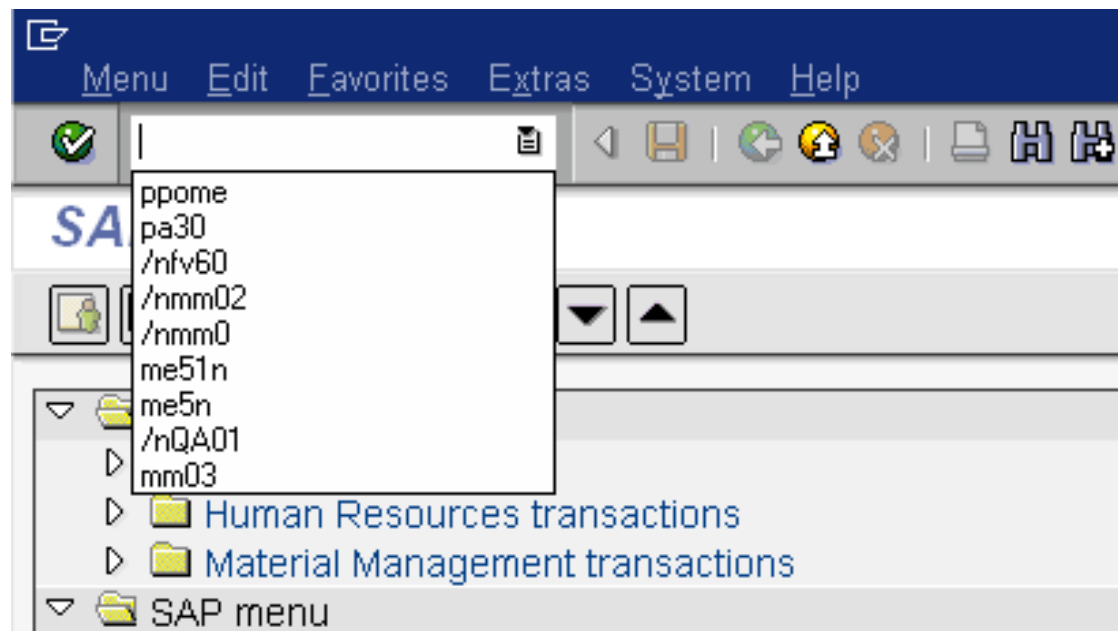 Menu Edit Favorites Extras System Help
ppome
SA
pa30
/nfv60
/nmm02
/nmm0
me51n
me5n
/nQA01
mm03
Human Resources transactions
Material Management transactions
SAP menu